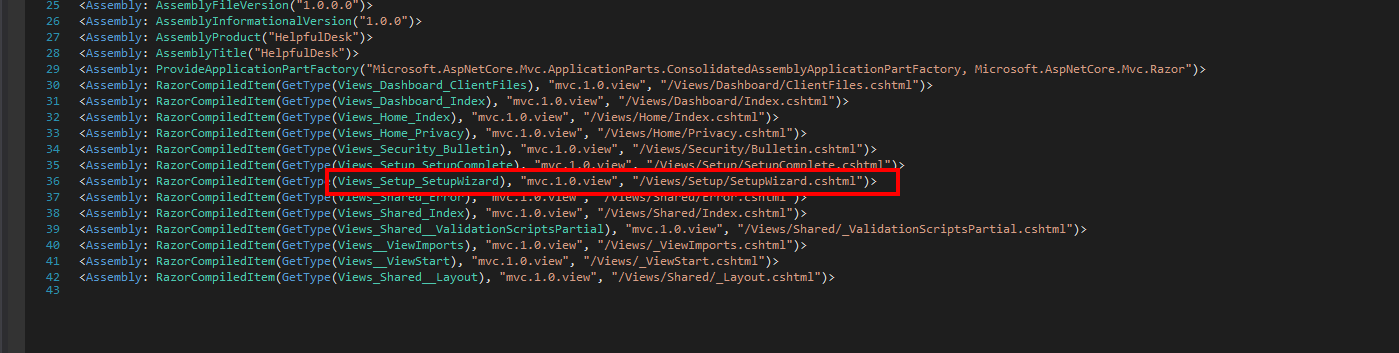 25 <Assembly: AssemblyFileVersion("1.0.0.0")>
26 <Assembly: AssemblyInformationalVersion("1.0.0")>
27 <Assembly: AssemblyProduct("HelpfulDesk")>
28 <Assembly: AssemblyTitle("HelpfulDesk")>
29 <Assembly: ProvideApplicationPartFactory("Microsoft.AspNetCore.Mvc.ApplicationParts.ConsolidatedAssemblyApplicationPartFactory, Microsoft.AspNetCore.Mvc.Razor")>
30 <Assembly: RazorCompiledItem(GetType(Views_Dashboard_ClientFiles), "mvc.1.0.view", "/Views/Dashboard/ClientFiles.cshtml")>
31 <Assembly: RazorCompiledItem(GetType(Views_Dashboard_Index), "mvc.1.0.view", "/Views/Dashboard/Index.cshtml")>
32 <Assembly: RazorCompiledItem(GetType(Views_Home_Index), "mvc.1.0.view", "/Views/Home/Index.cshtml")>
33 <Assembly: RazorCompiledItem(GetType(Views_Home_Privacy), "mvc.1.0.view", "/Views/Home/Privacy.cshtml")>
34 <Assembly: RazorCompiledItem(GetType(Views_Security_Bulletin), "mvc.1.0.view", "/Views/Security/Bulletin.cshtml")>
35 <Assembly: RazorCompiledItem(GetType(Views_Setup_SetupComplete), "mvc.1.0.view", "/Views/Setup/SetupComplete.cshtml")>
36 <Assembly: RazorCompiledItem(GetType(Views_Setup_SetupWizard), "mvc.1.0.view", "/Views/Setup/SetupWizard.cshtml")>
37 <Assembly: RazorCompiledItem(GetType(Views_Shared_Error), "mvc.1.0.view", "/Views/Shared/Error.cshtml")>
38 <Assembly: RazorCompiledItem(GetType(Views_Shared_Index), "mvc.1.0.view", "/Views/Shared/Index.cshtml")>
39 <Assembly: RazorCompiledItem(GetType(Views_Shared__ValidationScriptsPartial), "mvc.1.0.view", "/Views/Shared/_ValidationScriptsPartial.cshtml")>
40 <Assembly: RazorCompiledItem(GetType(Views__ViewImports), "mvc.1.0.view", "/Views/_ViewImports.cshtml")>
41 <Assembly: RazorCompiledItem(GetType(Views__ViewStart), "mvc.1.0.view", "/Views/_ViewStart.cshtml")>
42 <Assembly: RazorCompiledItem(GetType(Views_Shared__Layout), "mvc.1.0.view", "/Views/Shared/_Layout.cshtml")>
43